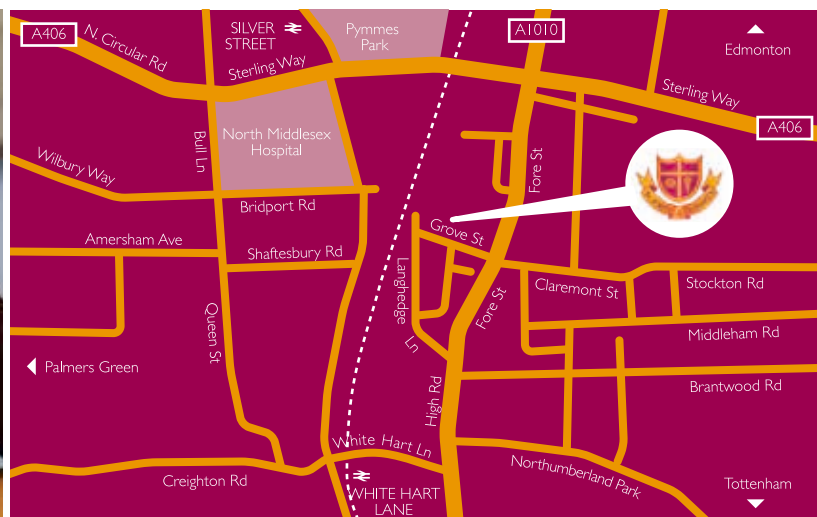 A406
N. Circular Rd
SILVER
STREET
Pymmes
Park
A1010
Edmonton
Sterling Way
Sterling Way
A406
Bull Ln
North Middlesex
Hospital
Fore St
Wilbury Way
Bridport Rd
Grove St
Amersham Ave
Shaftesbury Rd
Langhedge
Ln
Claremont St
Stockton Rd
Queen St
Fore St
Middleham Rd
Palmers Green
High Rd
Brantwood Rd
White Hart Ln
Creighton Rd
Northumberland Park
WHITE HART
LANE
Tottenham